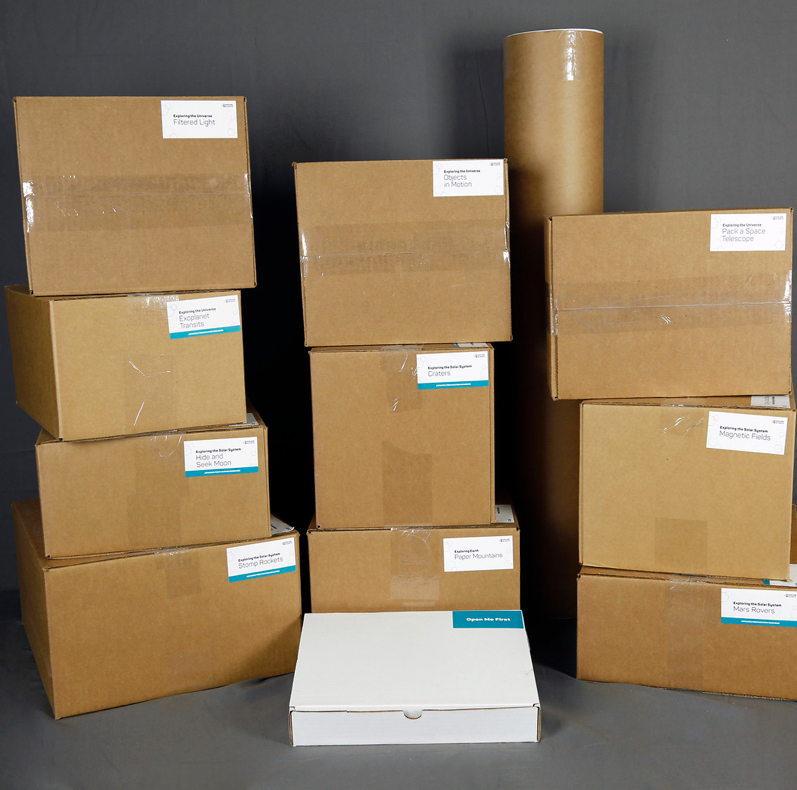 Exploring the Universe
Filtered Light
Exploring the Universe
Exoplanet
Transits
Exploring the Solar System
Hide and
Seek Moon
Exploring the Solar System
Stomp Rockets
Exploring the Universe
Objects
in Motion
Exploring the Solar System
Craters
Exploring Earth
Paper Mountains
Open Me First
Exploring the Universe
Pack a Space
Telescope
Exploring the Solar System
Magnetic Fields
Exploring the Solar System
Mars Rovers